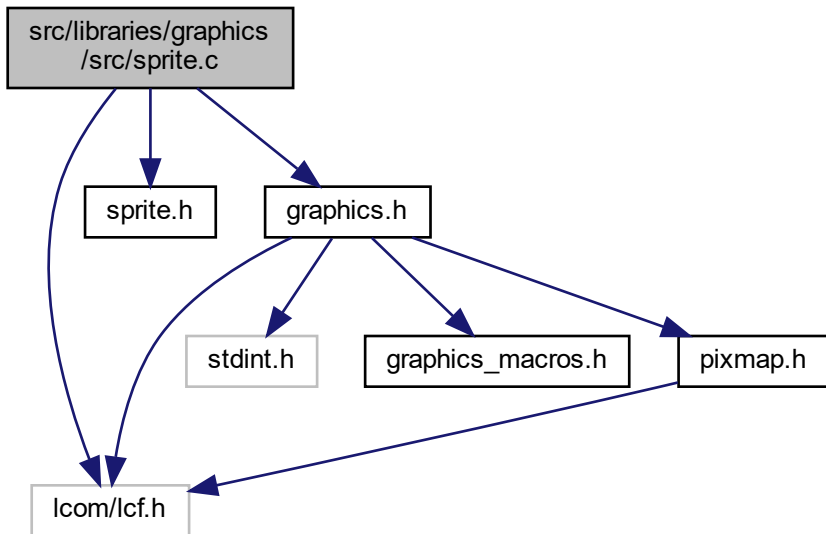 src/libraries/graphics
/src/sprite.c
sprite.h
graphics.h
stdint.h
graphics_macros.h
pixmap.h
lcom/lcf.h